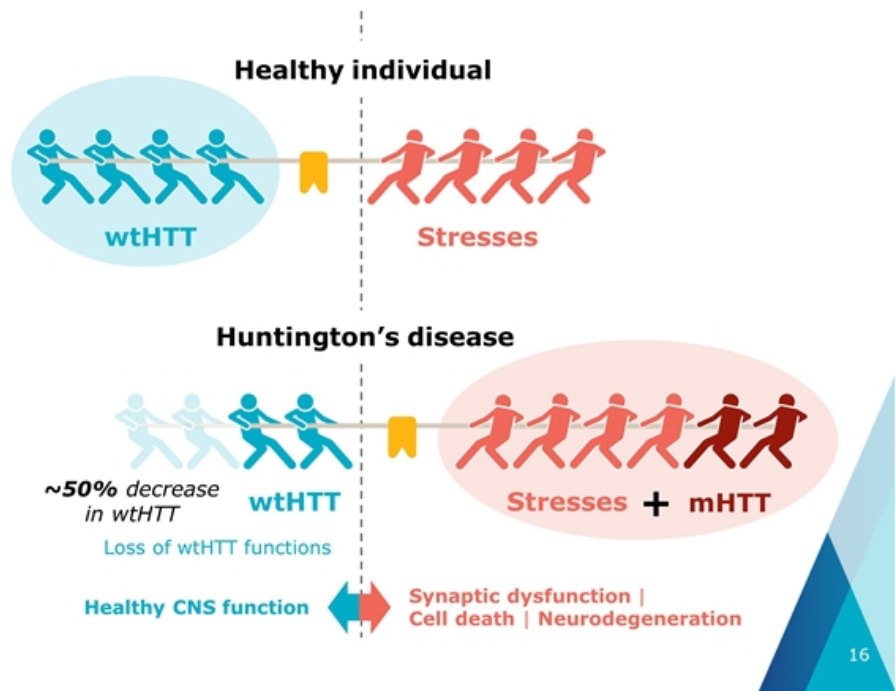 Healthy individual
wtHTT
Stresses
Huntington's disease
~50% decrease
in wtHTT
wtHTT
Stresses + mHTT
Loss of wtHTT functions
Healthy CNS function
Synaptic dysfunction |
Cell death | Neurodegeneration
16